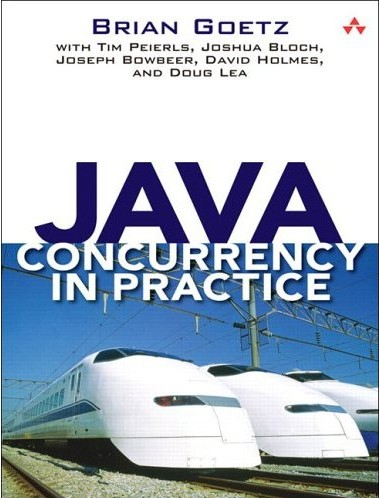 BRIAN GOETZ
WITH TIM PEIERLS, JOSHUA BLOCH,
JOSEPH BOWBEER, DAVID HOLMES,
AND DOUG LEA
JAVA
CONCURRENCY
IN PRACTICE